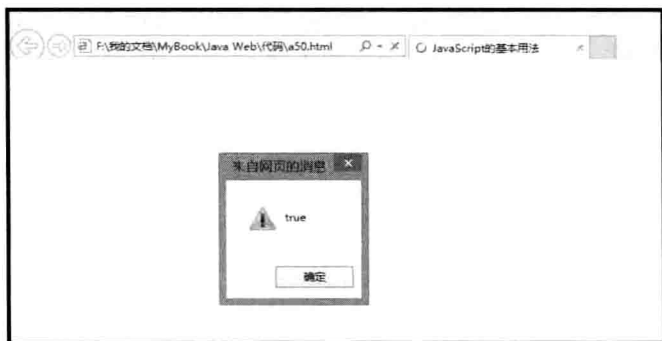 F:\我的文档\MyBook\Java Web\代码\a50.html
JavaScript的基本用法
来自网页的消息
true
确定